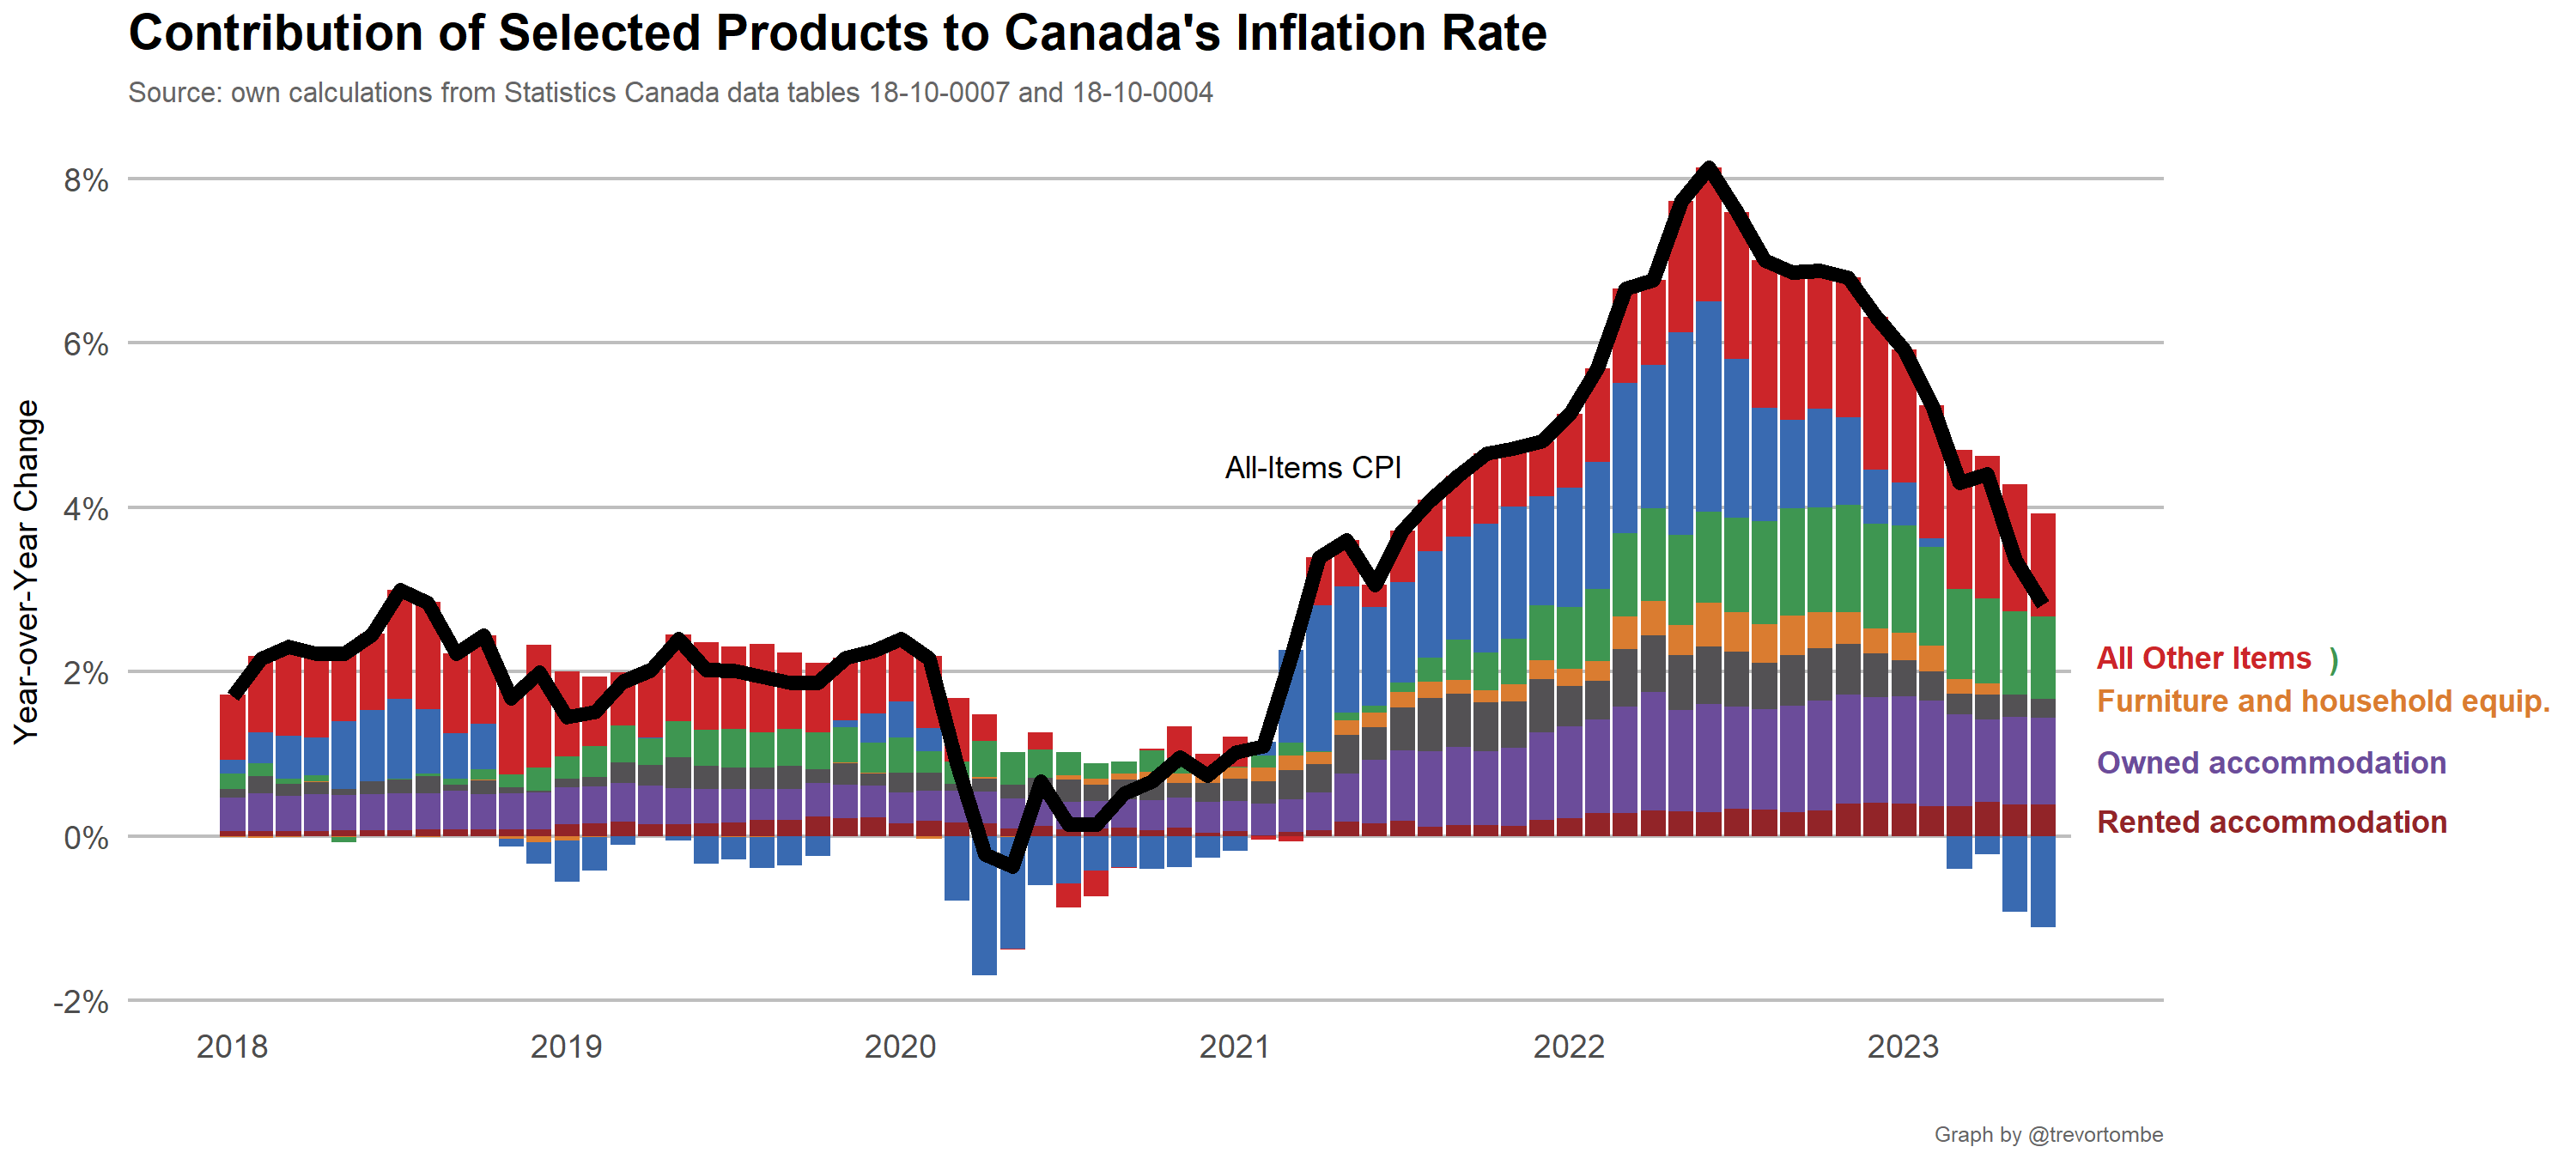 Contribution of Selected Products to Canada's Inflation Rate
Source: own calculations from Statistics Canada data tables 18-10-0007 and 18-10-0004
Year-over-Year Change
8%
6%
4%
2%
0%
-2%
All-Items CPI
All Other Items )
Furniture and household equip.
Owned accommodation
Rented accommodation
2018 2019 2020 2021 2022 2023
Graph by @trevortombe